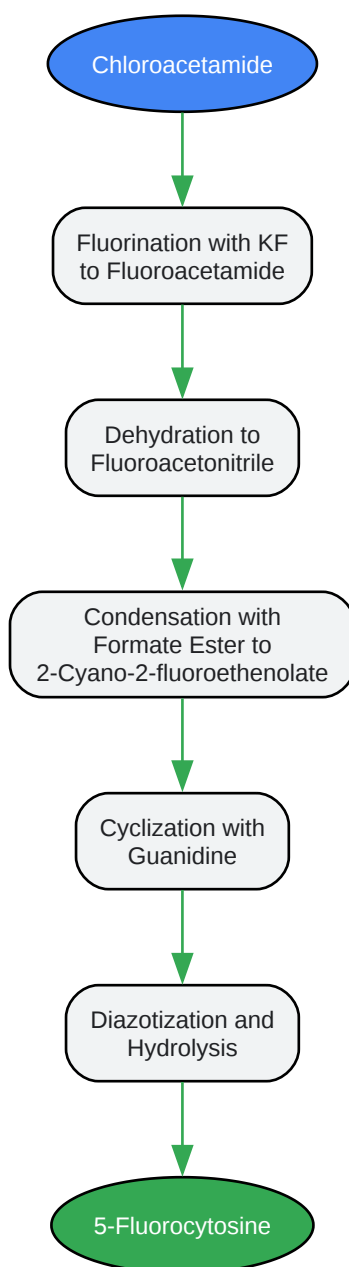 Chloroacetamide
Fluorination with KF
to Fluoroacetamide
Dehydration to
Fluoroacetonitrile
Condensation with
Formate Ester to
2-Cyano-2-fluoroethenolate
Cyclization with
Guanidine
Diazotization and
Hydrolysis
5-Fluorocytosine